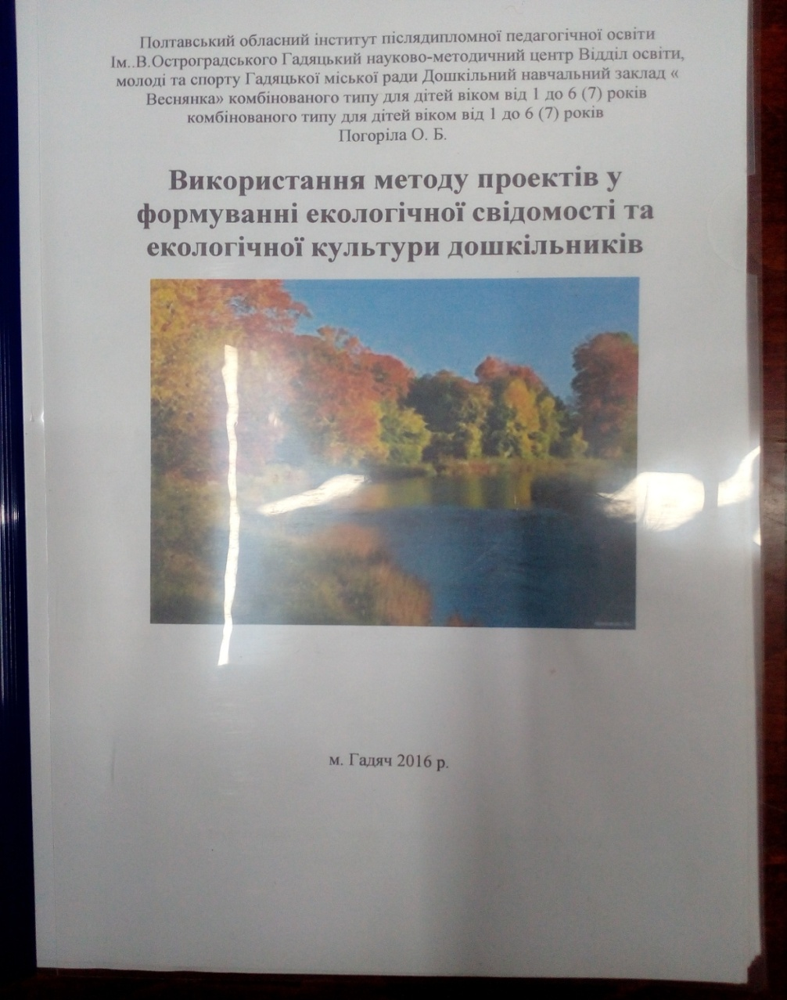 Полтавський обласний інститут післядипломної педагогічної освіти
Ім..В.Остроградського Гадяцький науково-методичний центр Відділ освіти,
молоді та спорту Гадяцької міської ради Дошкільний навчальний заклад «
Веснянка» комбінованого типу для дітей віком від 1 до 6 (7) років
комбінованого типу для дітей віком від 1 до 6 (7) років
Погоріла О. Б.
Використання методу проектів у
формуванні екологічної свідомості та
екологічної культури дошкільників
м. Гадяч 2016 р.